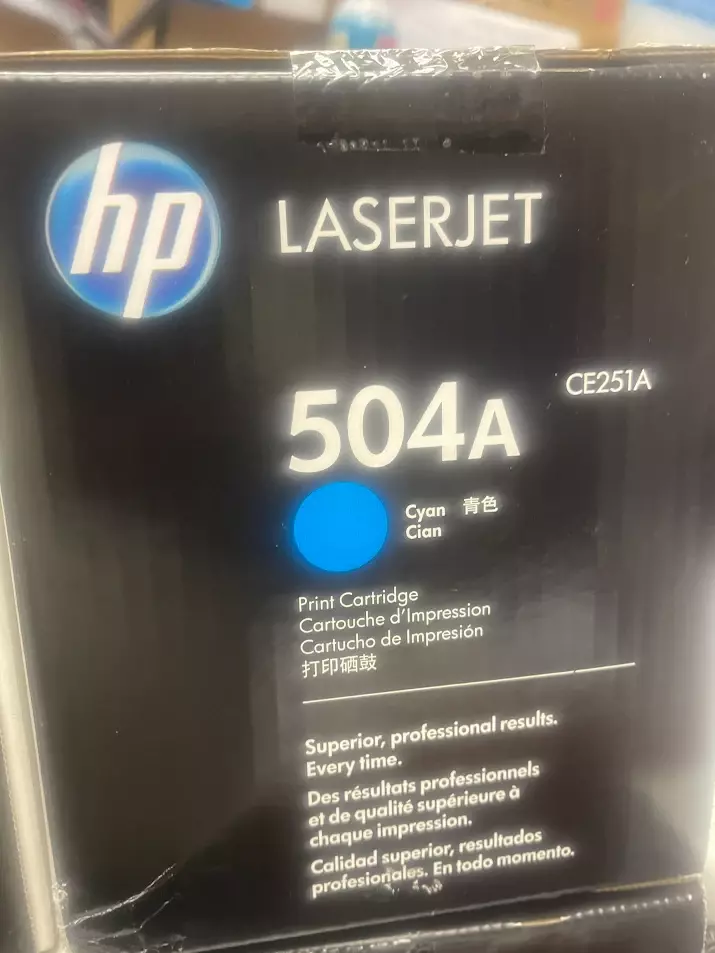 hp
LASERJET
504A
CE251A
Cyan 青色
Cian
Print Cartridge
Cartouche d'Impression
Cartucho de Impresión
打印硒鼓
Superior, professional results.
Every time.
Des résultats professionnels
et de qualité supérieure à
chaque impression.
Calidad superior, resultados
profesionales. En todo momento.